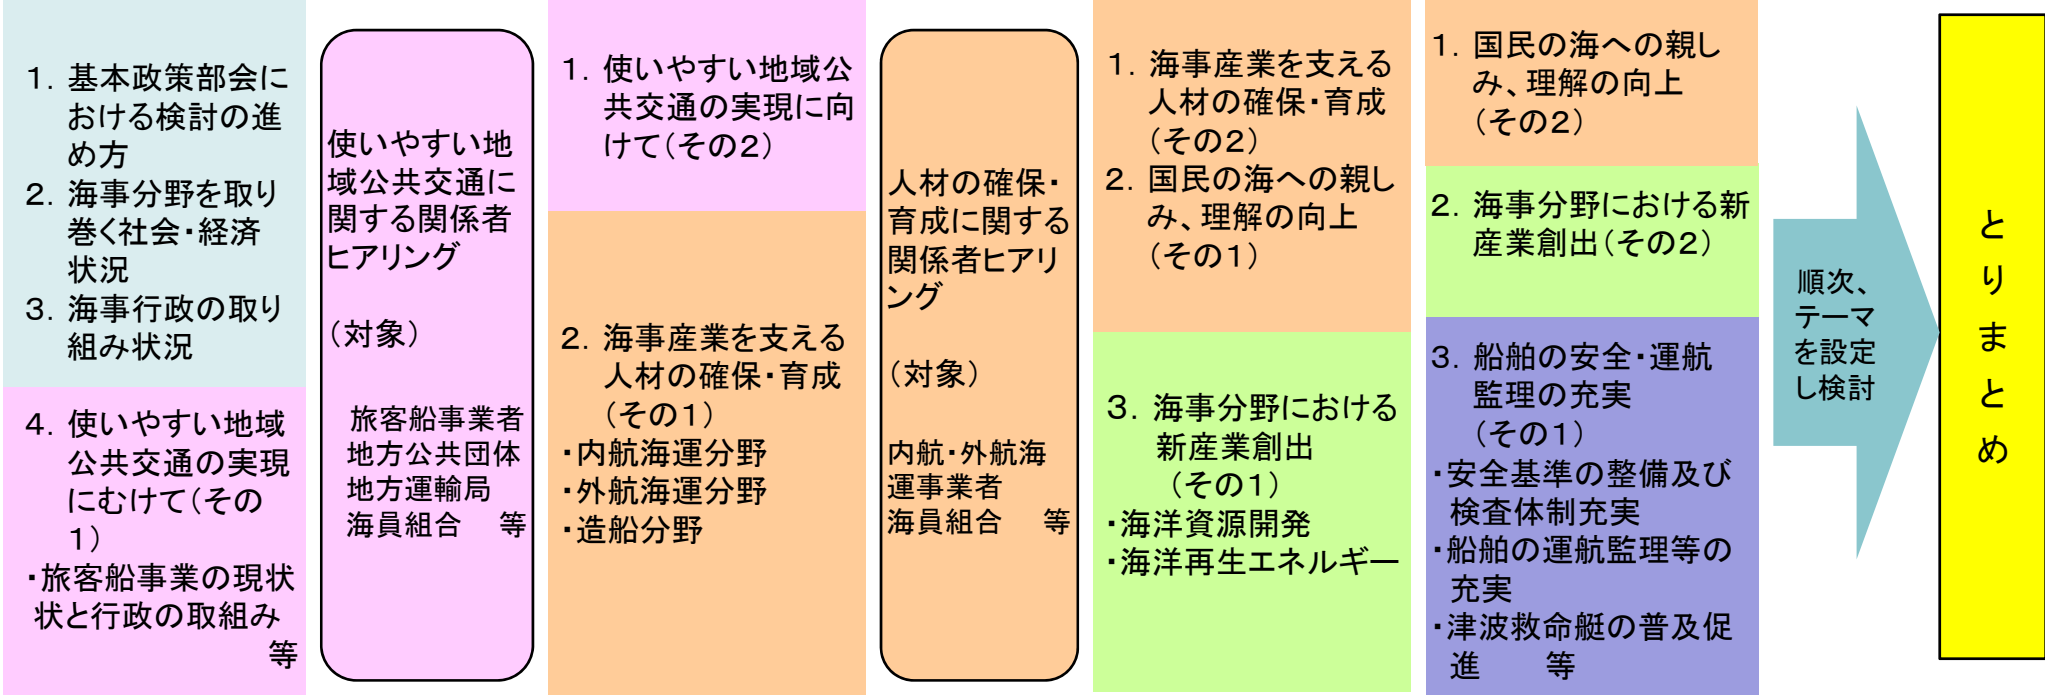 1．基本政策部会に
おける検討の進
め方
2．海事分野を取り
巻く社会・経済
状況
3．海事行政の取り
組み状況
4．使いやすい地域
公共交通の実現
にむけて（その
1）
・旅客船事業の現状
状と行政の取組み
等
使いやすい地
域公共交通に
関する関係者
ヒアリング
（対象）
旅客船事業者
地方公共団体
地方運輸局
海員組合　等
1．使いやすい地域公
共交通の実現に向
けて（その2）
2．海事産業を支える
人材の確保・育成
（その1）
・内航海運分野
・外航海運分野
・造船分野
人材の確保・
育成に関する
関係者ヒアリ
ング
（対象）
内航・外航海
運事業者
海員組合　等
1．海事産業を支える
人材の確保・育成
（その2）
2．国民の海への親し
み、理解の向上
（その1）
3．海事分野における
新産業創出
（その1）
・海洋資源開発
・海洋再生エネルギー
1．国民の海への親し
み、理解の向上
（その2）
2．海事分野における新
産業創出（その2）
3．船舶の安全・運航
監理の充実
（その1）
・安全基準の整備及び
検査体制充実
・船舶の運航監理等の
充実
・津波救命艇の普及促
進　等
順次、
テーマ
を設定
し検討
とりまとめ